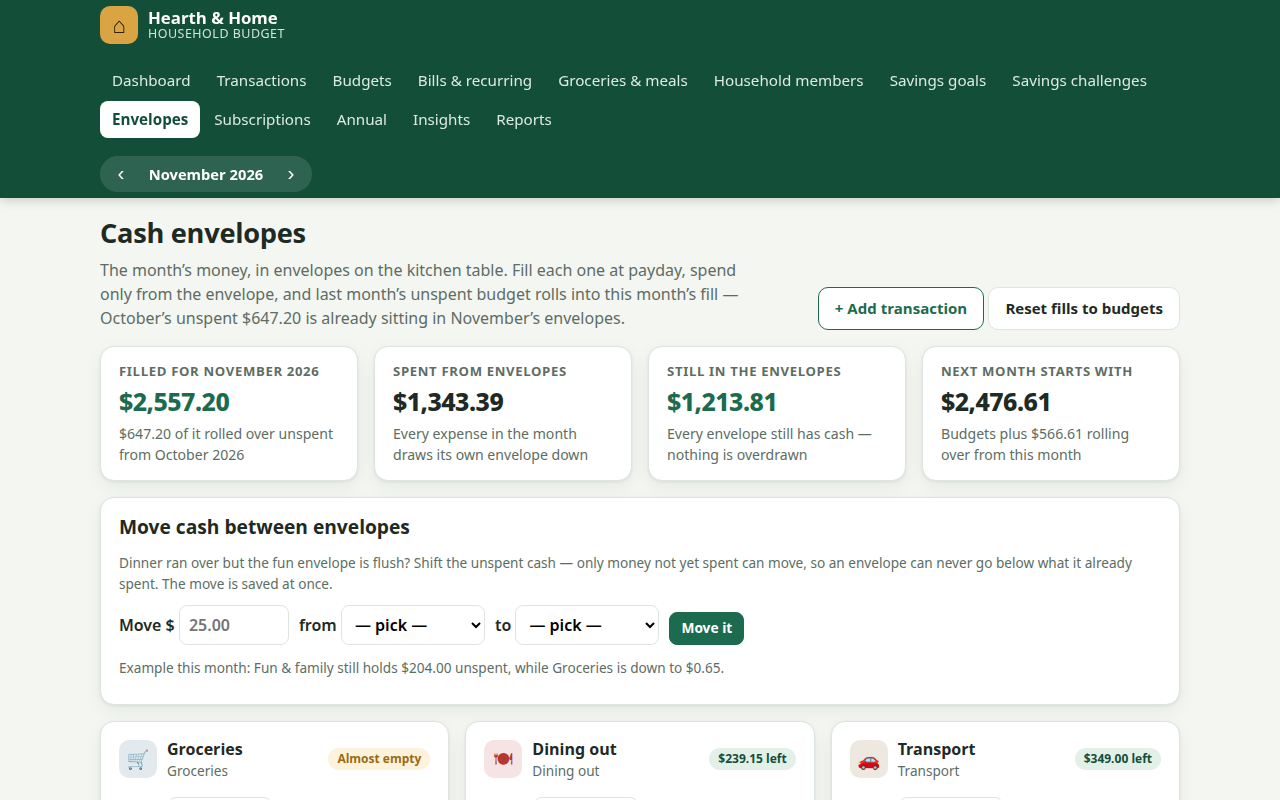 Hearth & Home
HOUSEHOLD BUDGET
Dashboard Transactions Budgets Bills & recurring Groceries & meals Household members Savings goals Savings challenges
Envelopes Subscriptions Annual Insights Reports
‹ November 2026 ›
Cash envelopes
The month’s money, in envelopes on the kitchen table. Fill each one at payday, spend
only from the envelope, and last month’s unspent budget rolls into this month’s fill —
October’s unspent $647.20 is already sitting in November’s envelopes.
+ Add transaction Reset fills to budgets
FILLED FOR NOVEMBER 2026
$2,557.20
$647.20 of it rolled over unspent
from October 2026
SPENT FROM ENVELOPES
$1,343.39
Every expense in the month
draws its own envelope down
STILL IN THE ENVELOPES
$1,213.81
Every envelope still has cash —
nothing is overdrawn
NEXT MONTH STARTS WITH
$2,476.61
Budgets plus $566.61 rolling
over from this month
Move cash between envelopes
Dinner ran over but the fun envelope is flush? Shift the unspent cash — only money not yet spent can move, so an envelope can never go below what it already
spent. The move is saved at once.
Move $ 25.00 from — pick — to — pick — Move it
Example this month: Fun & family still holds $204.00 unspent, while Groceries is down to $0.65.
Groceries
Groceries
Almost empty
Dining out
Dining out
$239.15 left
Transport
Transport
$349.00 left